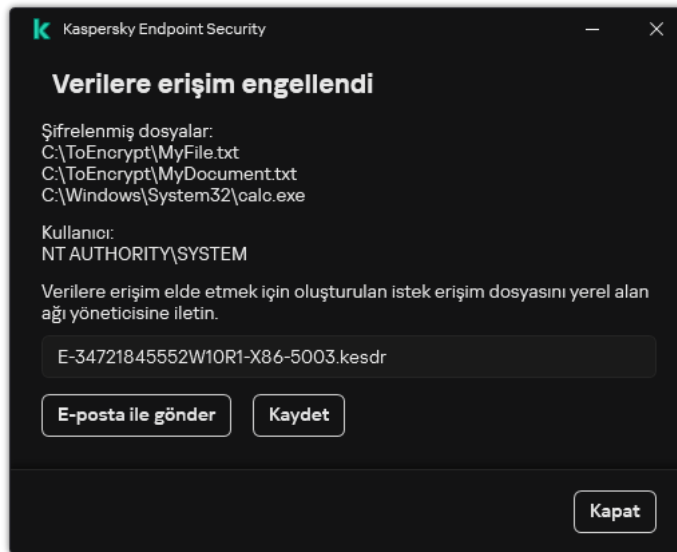 Kaspersky Endpoint Security
Verilere erişim engellendi
Şifrelenmiş dosyalar:
C:\ToEncrypt\MyFile.txt
C:\ToEncrypt\MyDocument.txt
C:\Windows\System32\calc.exe
Kullanıcı:
NT AUTHORITY\SYSTEM
Verilere erişim elde etmek için oluşturulan istek erişim dosyasını yerel alan
ağı yöneticisine iletin.
E-34721845552W10R1-X86-5003.kesdr
E-posta ile gönder Kaydet
Kapat